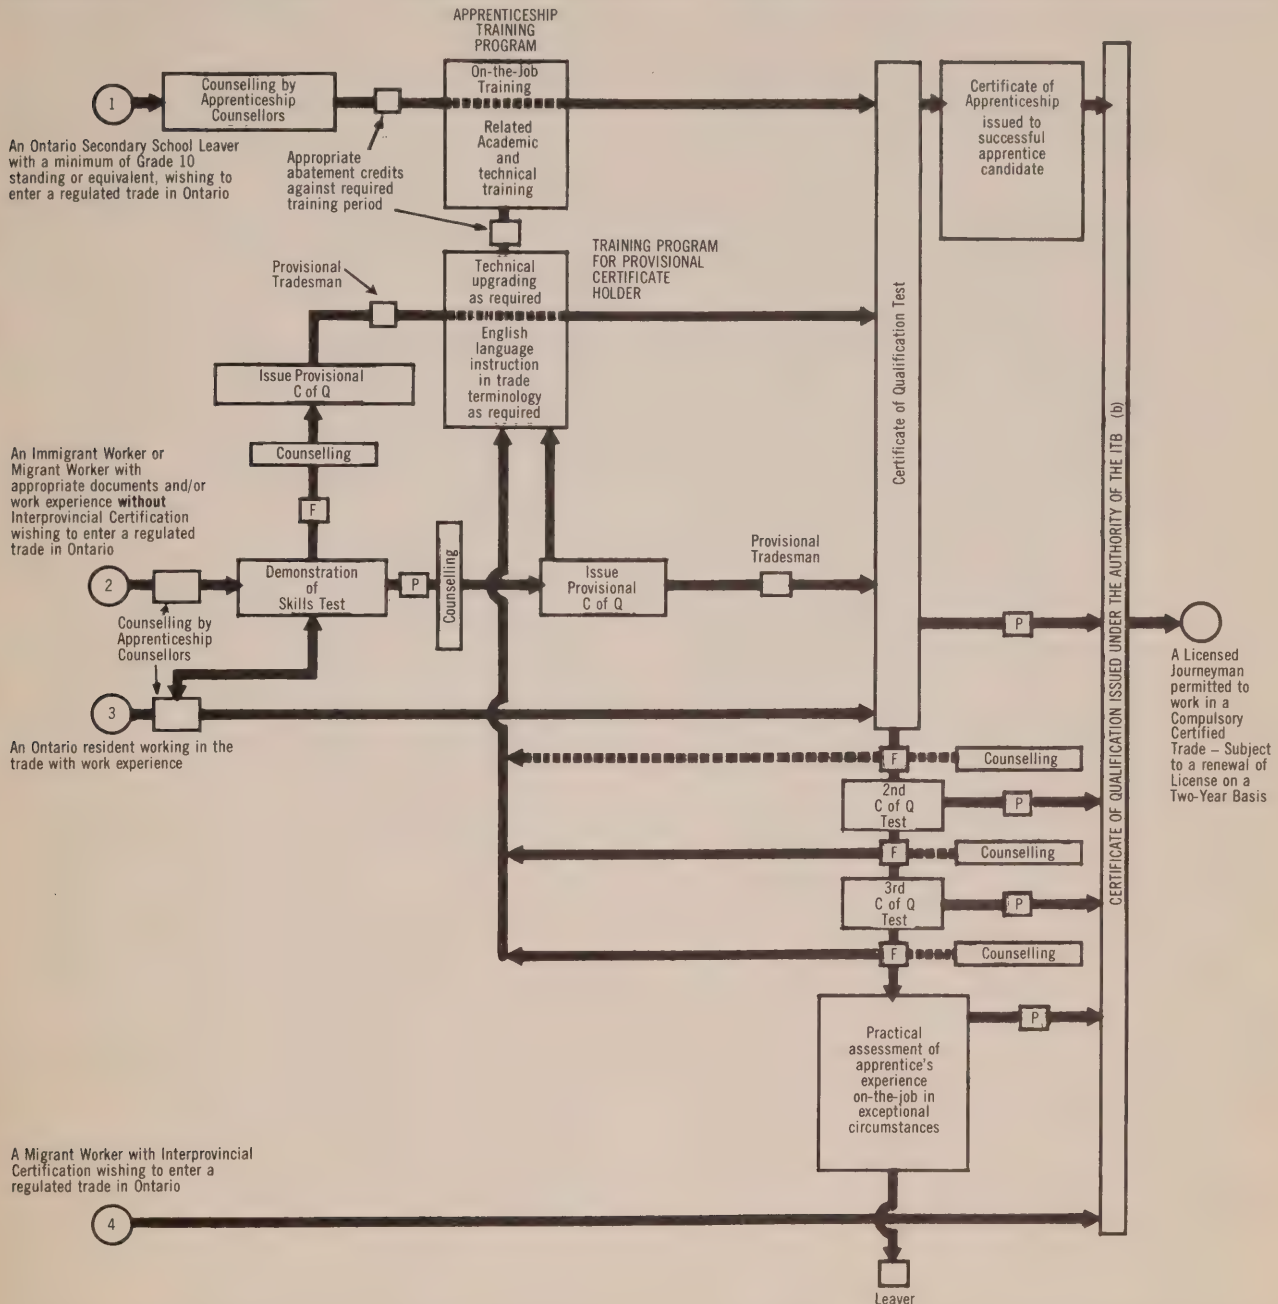 APPRENTICESHIP
TRAINING
PROGRAM
On-the-Job
Training
Related
Academic
and
technical
training
1
Counselling by
Apprenticeship
Counsellors
An Ontario Secondary School Leaver
with a minimum of Grade 10
standing or equivalent, wishing to
enter a regulated trade in Ontario
Appropriate
abatement credits
against required
training period
Certificate of
Apprenticeship
issued to
successful
apprentice
candidate
Provisional
Tradesman
Technical
upgrading
as required
English
language
instruction
in trade
terminology
as required
TRAINING PROGRAM
FOR PROVISIONAL
CERTIFICATE
HOLDER
Certificate of Qualification Test
Issue Provisional
C of Q
Counselling
F
An Immigrant Worker or
Migrant Worker with
appropriate documents and/or
work experience without
Interprovincial Certification
wishing to enter a regulated
trade in Ontario
2
Demonstration
of
Skills Test
P
Counselling
Issue
Provisional
C of Q
Provisional
Tradesman
Counselling by
Apprenticeship
Counsellors
3
An Ontario resident working in the
trade with work experience
P
CERTIFICATE OF QUALIFICATION ISSUED UNDER THE AUTHORITY OF THE ITB (b)
A Licensed
Journeyman
permitted to
work in a
Compulsory
Certified
Trade – Subject
to a renewal of
License on a
Two-Year Basis
F
Counselling
2nd
C of Q
Test
P
F
Counselling
3rd
C of Q
Test
P
F
Counselling
Practical
assessment of
apprentice's
experience
on-the-job in
exceptional
circumstances
P
A Migrant Worker with Interprovincial
Certification wishing to enter a
regulated trade in Ontario
4
Leaver